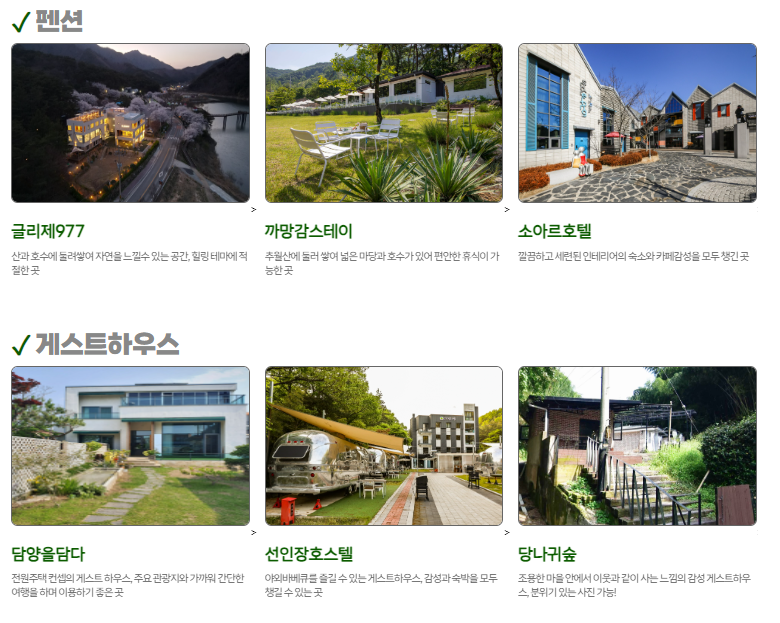 ✓ 펜션
>
>
글리제977
까망감스테이
소아르호텔
산과 호수에 둘려쌓여 자연을 느낄수 있는 공간, 힐링 테마에 적
절한 곳
추월산에 둘러 쌓여 넓은 마당과 호수가 있어 편안한 휴식이 가
능한 곳
깔끔하고 세련된 인테리어의 숙소와 카페감성을 모두 챙긴 곳
✓ 게스트하우스
>
>
담양을담다
선인장호스텔
당나귀숲
전원주택 컨셉의 게스트 하우스, 주요 관광지와 가까워 간단한
여행을 하며 이용하기 좋은 곳
야외바베큐를 즐길 수 있는 게스트하우스, 감성과 숙박을 모두
챙길 수 있는 곳
조용한 마을 안에서 이웃과 같이 사는 느낌의 감성 게스트하우
스, 분위기 있는 사진 가능!